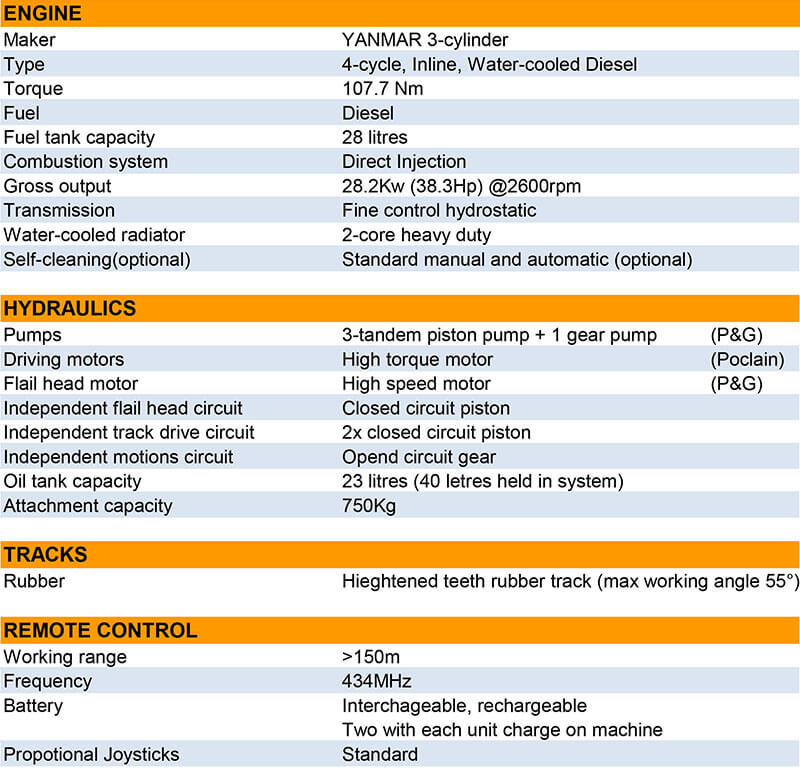 ENGINE
Maker YANMAR 3-cylinder
Type 4-cycle, Inline, Water-cooled Diesel
Torque 107.7 Nm
Fuel Diesel
Fuel tank capacity 28 litres
Combustion system Direct Injection
Gross output 28.2Kw (38.3Hp) @2600rpm
Transmission Fine control hydrostatic
Water-cooled radiator 2-core heavy duty
Self-cleaning(optional) Standard manual and automatic (optional)
HYDRAULICS
Pumps 3-tandem piston pump + 1 gear pump (P&G)
Driving motors High torque motor (Poclain)
Flail head motor High speed motor (P&G)
Independent flail head circuit Closed circuit piston
Independent track drive circuit 2x closed circuit piston
Independent motions circuit Opend circuit gear
Oil tank capacity 23 litres (40 letres held in system)
Attachment capacity 750Kg
TRACKS
Rubber Hieghtened teeth rubber track (max working angle 55°)
REMOTE CONTROL
Working range >150m
Frequency 434MHz
Battery Interchageable, rechargeable
Two with each unit charge on machine
Propotional Joysticks Standard